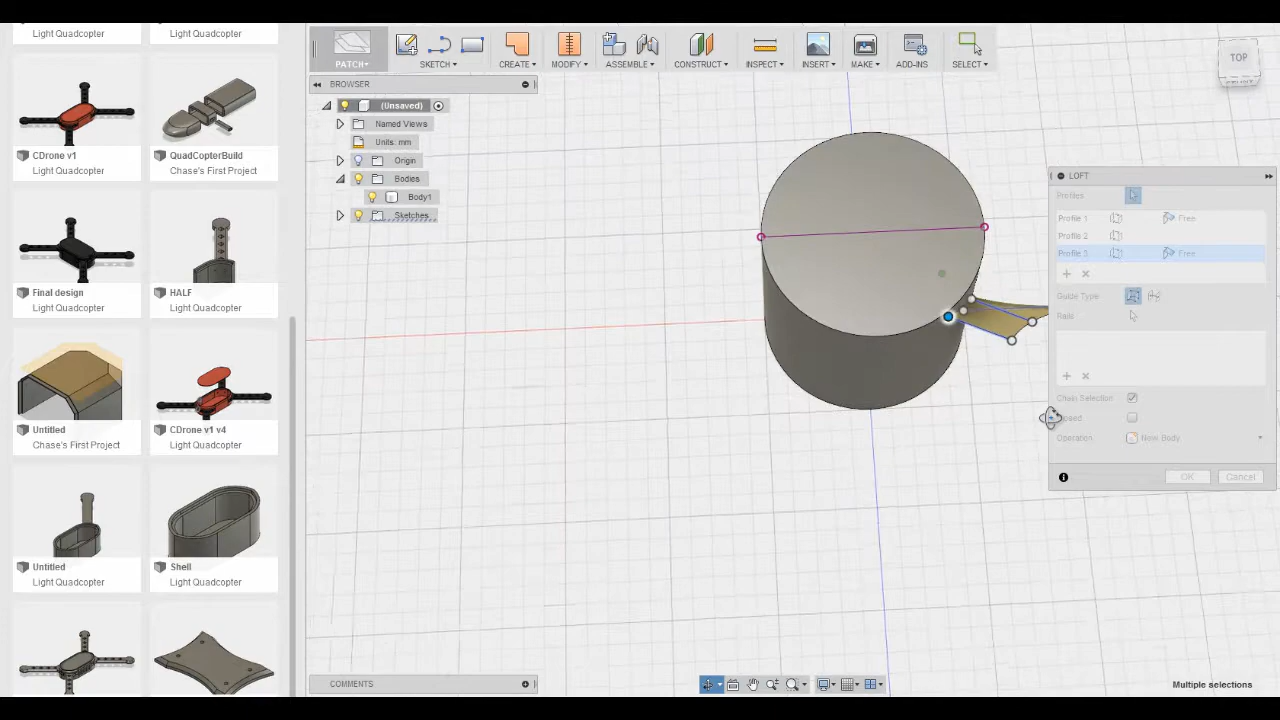 Light Quadcopter
Light Quadcopter
CDrone v1
Light Quadcopter
QuadCopterBuild
Chase's First Project
Final design
Light Quadcopter
HALF
Light Quadcopter
Untitled
Chase's First Project
CDrone v1 v4
Light Quadcopter
Untitled
Light Quadcopter
Shell
Light Quadcopter
PATCH
SKETCH
CREATE
MODIFY
ASSEMBLE
CONSTRUCT
INSPECT
INSERT
MAKE
ADD-INS
SELECT
BROWSER
(Unsaved)
Named Views
Units: mm
Origin
Bodies
Body1
Sketches
TOP
LOFT
Profiles
Profile 1 Free
Profile 2
Profile 3 Free
Guide Type
Rails
Chain Selection
Operation New Body
OK Cancel
COMMENTS
Multiple selections